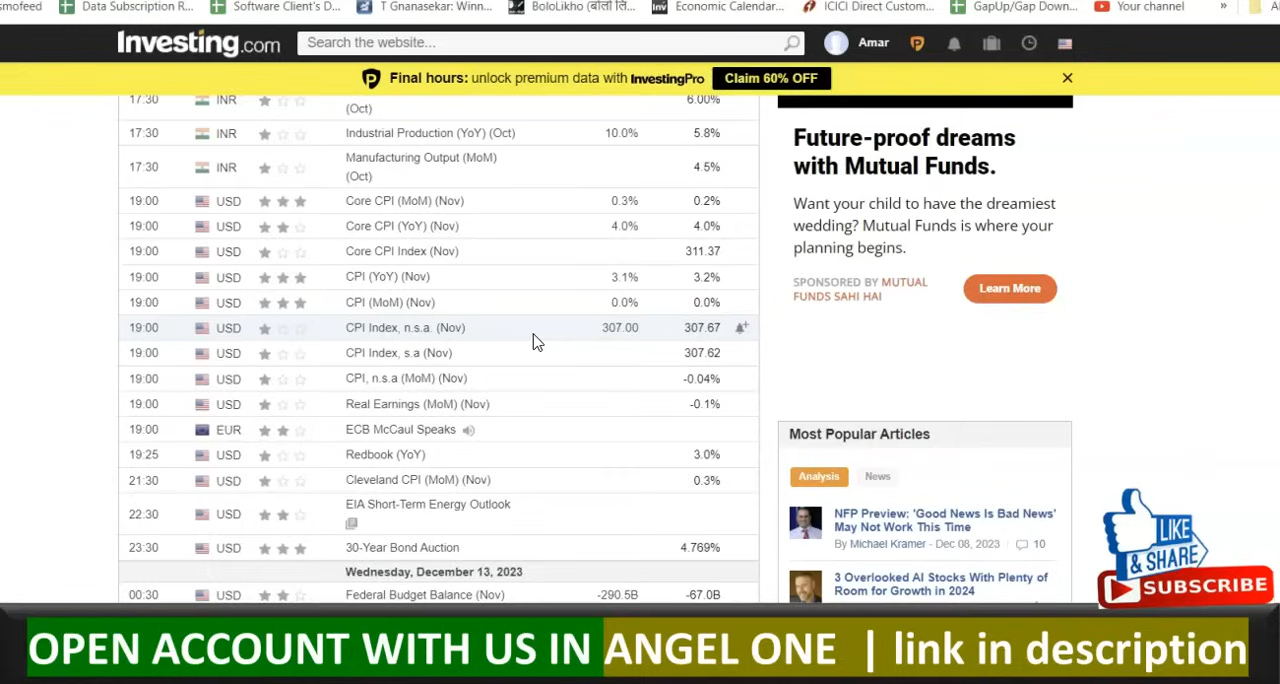 smofeed
Data Subscription R...
Software Client's D...
T Gnanasekar: Winn...
BoloLikho (बोलो लि...
Inv Economic Calendar...
ICICI Direct Custom...
GapUp/Gap Down...
Your channel
»
Investing.com
Search the website...
Amar
Final hours: unlock premium data with InvestingPro
Claim 60% OFF
17:30 INR (Oct) 6.00%
17:30 INR Industrial Production (YoY) (Oct) 10.0% 5.8%
17:30 INR Manufacturing Output (MoM) (Oct) 4.5%
19:00 USD Core CPI (MoM) (Nov) 0.3% 0.2%
19:00 USD Core CPI (YoY) (Nov) 4.0% 4.0%
19:00 USD Core CPI Index (Nov) 311.37
19:00 USD CPI (YoY) (Nov) 3.1% 3.2%
19:00 USD CPI (MoM) (Nov) 0.0% 0.0%
19:00 USD CPI Index, n.s.a. (Nov) 307.00 307.67
19:00 USD CPI Index, s.a (Nov) 307.62
19:00 USD CPI, n.s.a (MoM) (Nov) -0.04%
19:00 USD Real Earnings (MoM) (Nov) -0.1%
19:00 EUR ECB McCaul Speaks
19:25 USD Redbook (YoY) 3.0%
21:30 USD Cleveland CPI (MoM) (Nov) 0.3%
22:30 USD EIA Short-Term Energy Outlook
23:30 USD 30-Year Bond Auction 4.769%
Wednesday, December 13, 2023
00:30 USD Federal Budget Balance (Nov) -290.5B -67.0B
Future-proof dreams
with Mutual Funds.
Want your child to have the dreamiest
wedding? Mutual Funds is where your
planning begins.
SPONSORED BY MUTUAL
FUNDS SAHI HAI
Learn More
Most Popular Articles
Analysis News
NFP Preview: 'Good News Is Bad News'
May Not Work This Time
By Michael Kramer - Dec 08, 2023 10
3 Overlooked AI Stocks With Plenty of
Room for Growth in 2024
LIKE
& SHARE
SUBSCRIBE
OPEN ACCOUNT WITH US IN ANGEL ONE | link in description